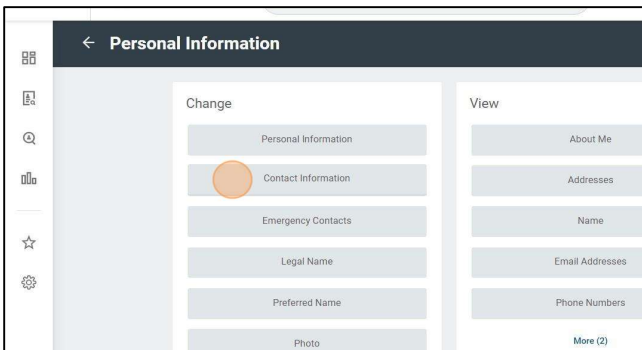 Personal Information
Change
Personal Information
Contact Information
Emergency Contacts
Legal Name
Preferred Name
Photo
View
About Me
Addresses
Name
Email Addresses
Phone Numbers
More (2)